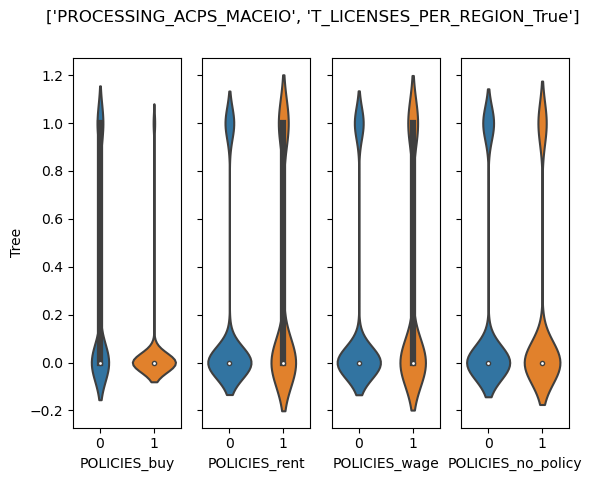 ['PROCESSING_ACPS_MACEIO', 'T_LICENSES_PER_REGION_True']
Tree
1.2
1.0
0.8
0.6
0.4
0.2
0.0
−0.2
0 1 0 1 0 1 0 1
POLICIES_buy POLICIES_rent POLICIES_wage POLICIES_no_policy